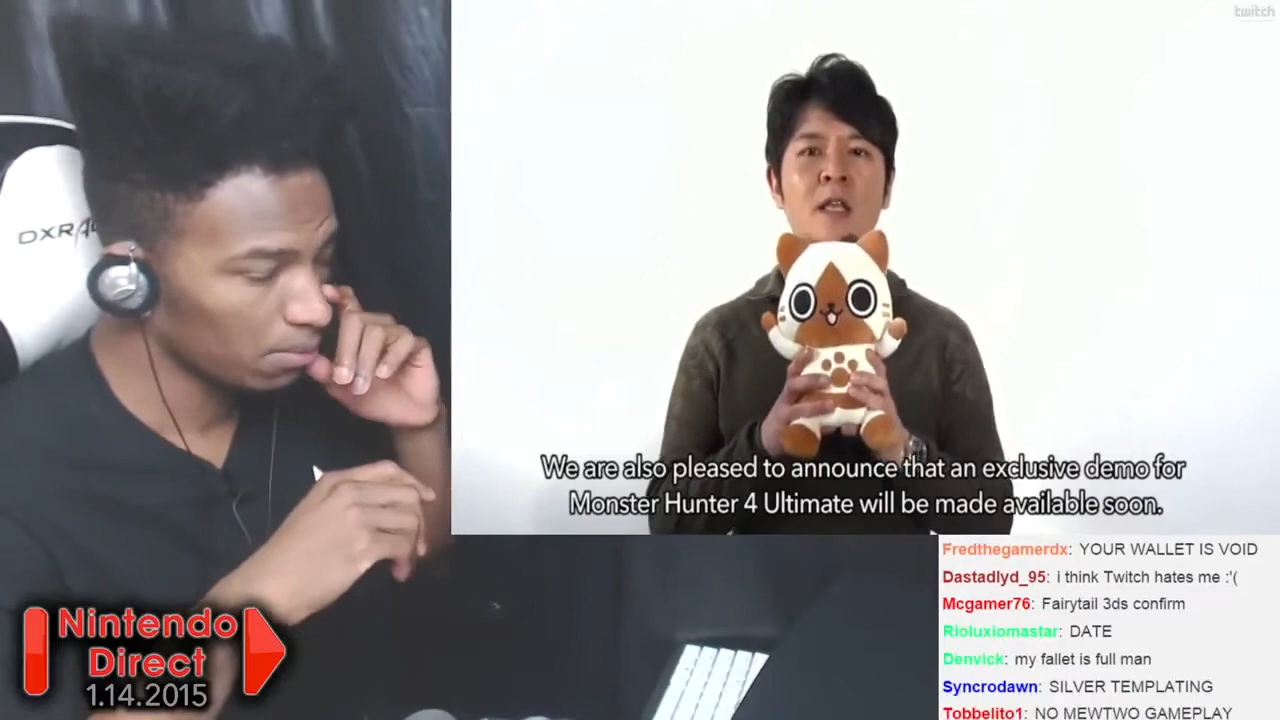 twitch
DXRA
We are also pleased to announce that an exclusive demo for
Monster Hunter 4 Ultimate will be made available soon.
Fredthegamerdx: YOUR WALLET IS VOID
Dastadlyd_95: i think Twitch hates me :'(
Mcgamer76: Fairytail 3ds confirm
Rioluxiomastar: DATE
Denvick: my fallet is full man
Syncrodawn: SILVER TEMPLATING
Tobbelito1: NO MEWTWO GAMEPLAY
Nintendo
Direct
1.14.2015